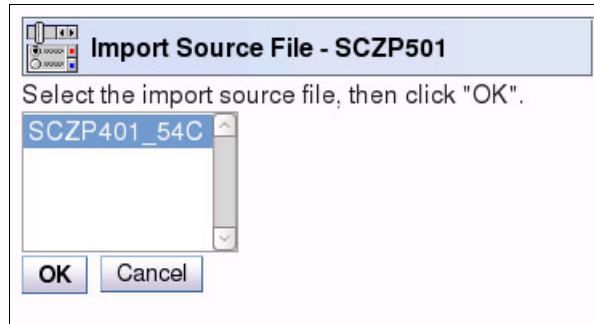 Import Source File - SCZP501
Select the import source file, then click "OK".
SCZP401_54C
OK Cancel